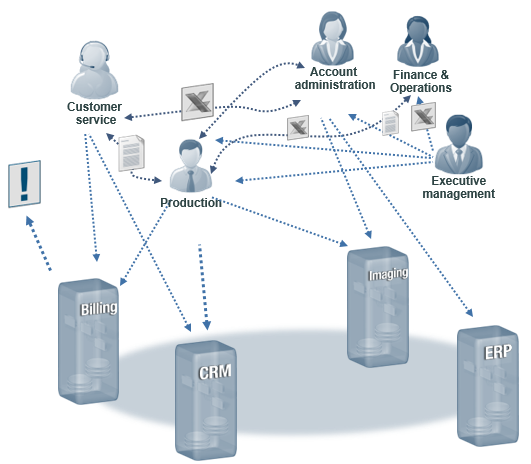 Account
administration
Finance &
Operations
Customer
service
Production
Executive
management
Imaging
Billing
ERP
CRM